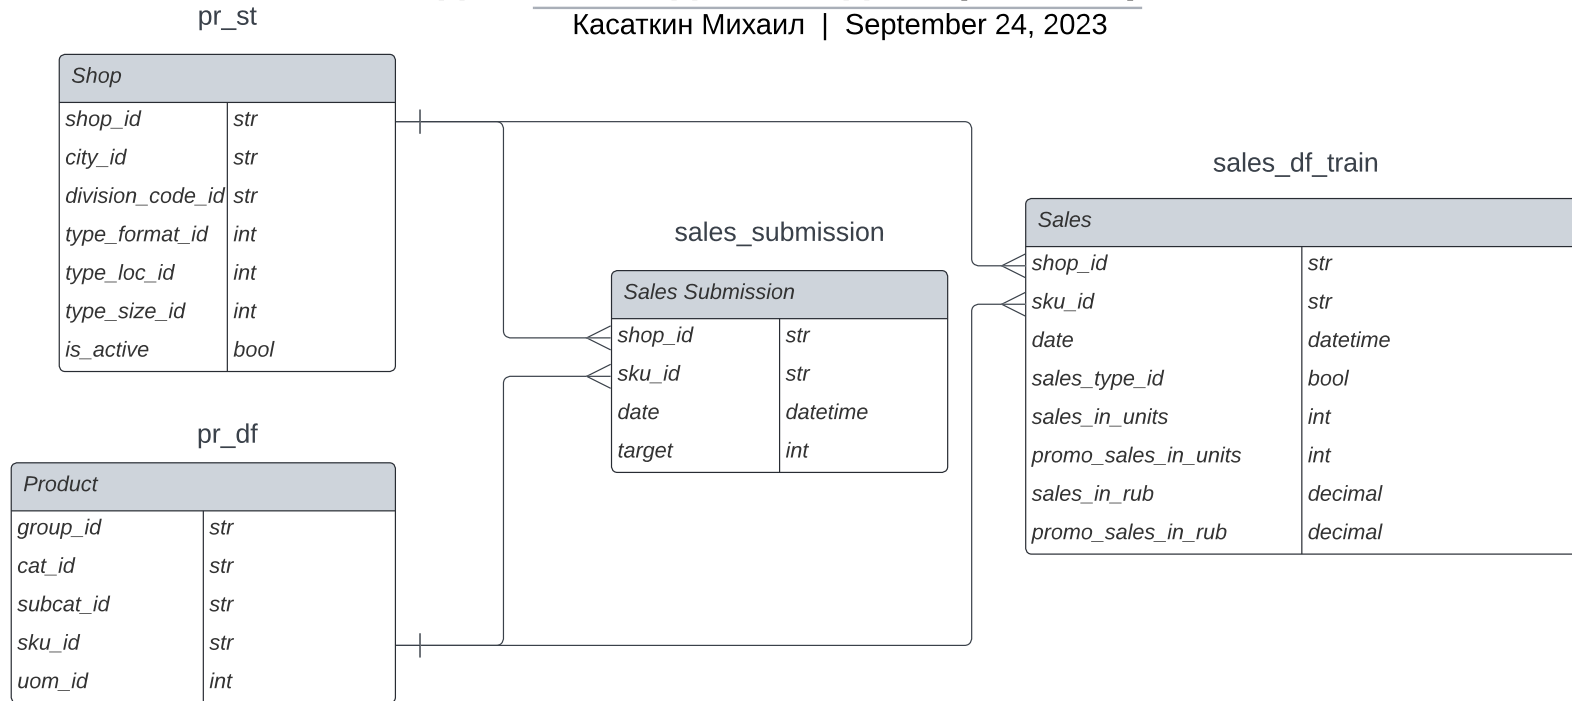 Касаткин Михаил | September 24, 2023
pr_st
Shop
shop_id str
city_id str
division_code_id str
type_format_id int
type_loc_id int
type_size_id int
is_active bool
pr_df
Product
group_id str
cat_id str
subcat_id str
sku_id str
uom_id int
sales_submission
Sales Submission
shop_id str
sku_id str
date datetime
target int
sales_df_train
Sales
shop_id str
sku_id str
date datetime
sales_type_id bool
sales_in_units int
promo_sales_in_units int
sales_in_rub decimal
promo_sales_in_rub decimal